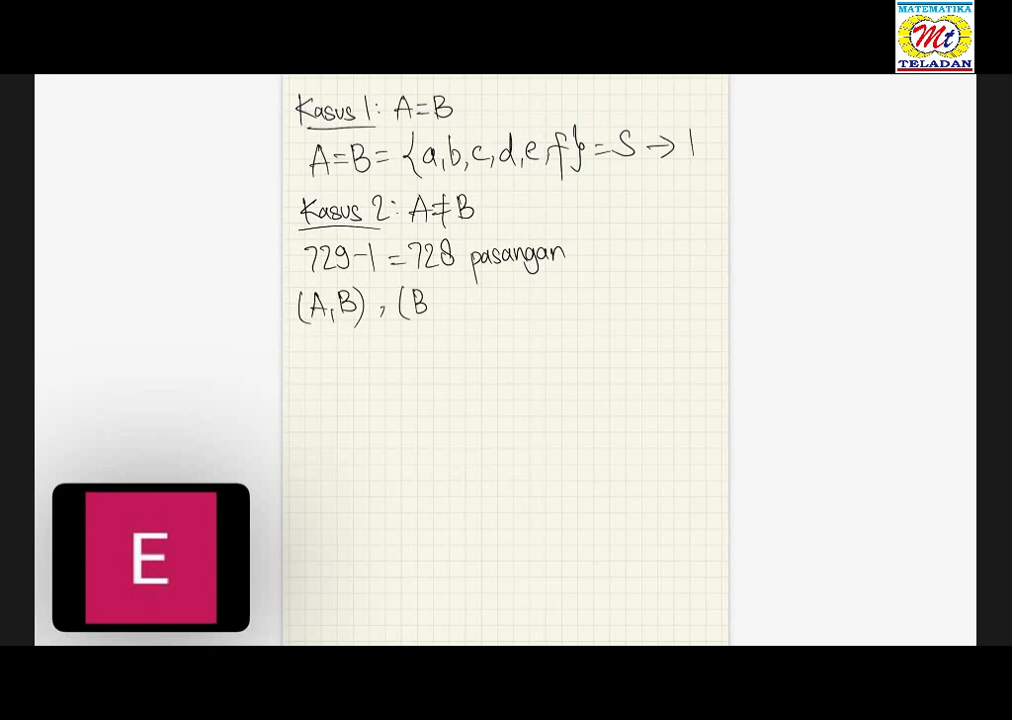 MATEMATIKA
Mt
TELADAN
Kasus 1: A=B
A=B= {a,b,c,d,e,f} = S → 1
Kasus 2: A≠B
729-1 = 728 pasangan
(A,B) , (B
E